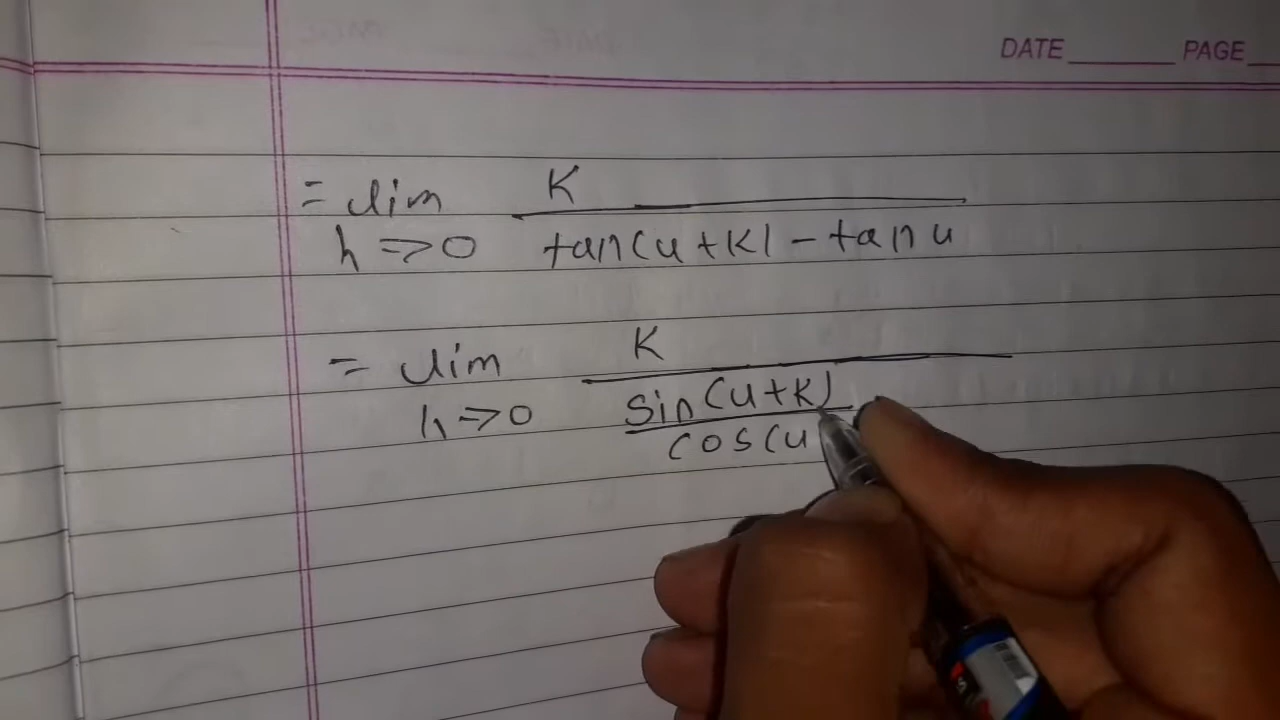 DATE PAGE
= lim K
h => 0 tan(u+k) - tan u
= lim K
h => 0 sin(u+k)
cos(u